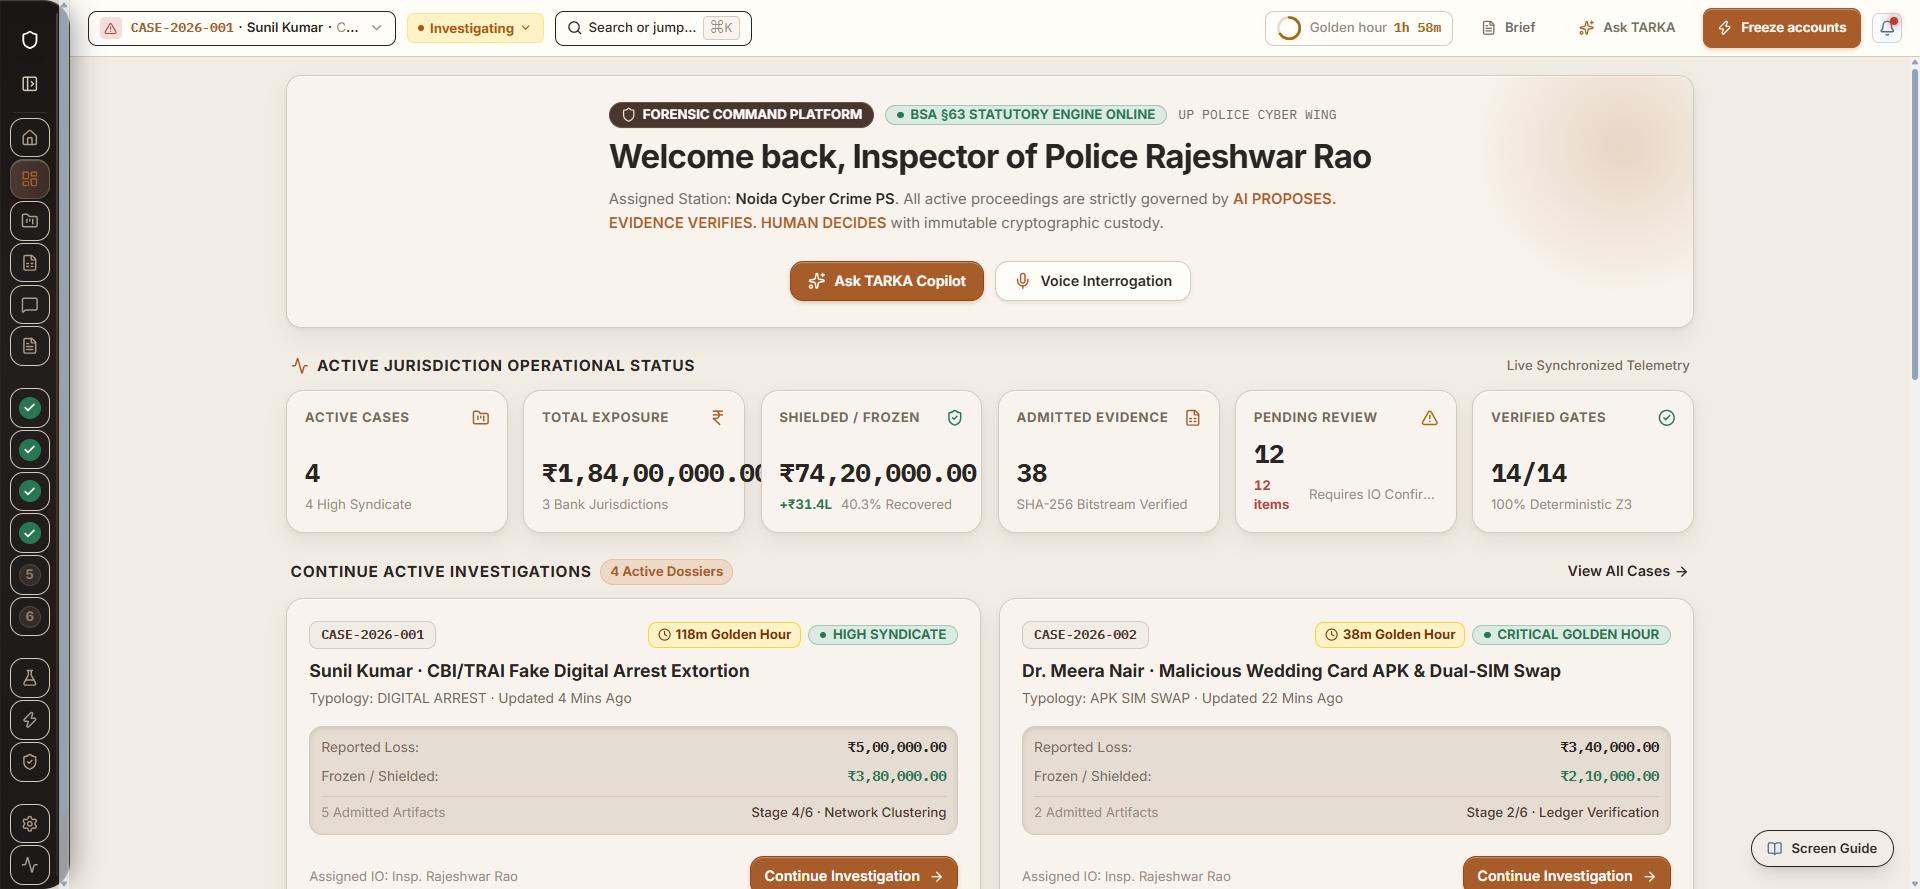 CASE-2026-001 · Sunil Kumar · C...
Investigating
Search or jump... ⌘K
Golden hour 1h 58m
Brief
Ask TARKA
Freeze accounts
FORENSIC COMMAND PLATFORM
BSA §63 STATUTORY ENGINE ONLINE
UP POLICE CYBER WING
Welcome back, Inspector of Police Rajeshwar Rao
Assigned Station: Noida Cyber Crime PS. All active proceedings are strictly governed by AI PROPOSES.
EVIDENCE VERIFIES. HUMAN DECIDES with immutable cryptographic custody.
Ask TARKA Copilot
Voice Interrogation
ACTIVE JURISDICTION OPERATIONAL STATUS
Live Synchronized Telemetry
ACTIVE CASES
4
4 High Syndicate
TOTAL EXPOSURE
₹1,84,00,000.00
3 Bank Jurisdictions
SHIELDED / FROZEN
₹74,20,000.00
+₹31.4L 40.3% Recovered
ADMITTED EVIDENCE
38
SHA-256 Bitstream Verified
PENDING REVIEW
12
12 items
Requires IO Confir...
VERIFIED GATES
14/14
100% Deterministic Z3
5
6
CONTINUE ACTIVE INVESTIGATIONS
4 Active Dossiers
View All Cases →
CASE-2026-001
118m Golden Hour
HIGH SYNDICATE
Sunil Kumar · CBI/TRAI Fake Digital Arrest Extortion
Typology: DIGITAL ARREST · Updated 4 Mins Ago
Reported Loss: ₹5,00,000.00
Frozen / Shielded: ₹3,80,000.00
5 Admitted Artifacts Stage 4/6 · Network Clustering
Assigned IO: Insp. Rajeshwar Rao
Continue Investigation →
CASE-2026-002
38m Golden Hour
CRITICAL GOLDEN HOUR
Dr. Meera Nair · Malicious Wedding Card APK & Dual-SIM Swap
Typology: APK SIM SWAP · Updated 22 Mins Ago
Reported Loss: ₹3,40,000.00
Frozen / Shielded: ₹2,10,000.00
2 Admitted Artifacts Stage 2/6 · Ledger Verification
Assigned IO: Insp. Rajeshwar Rao
Continue Investigation →
Screen Guide